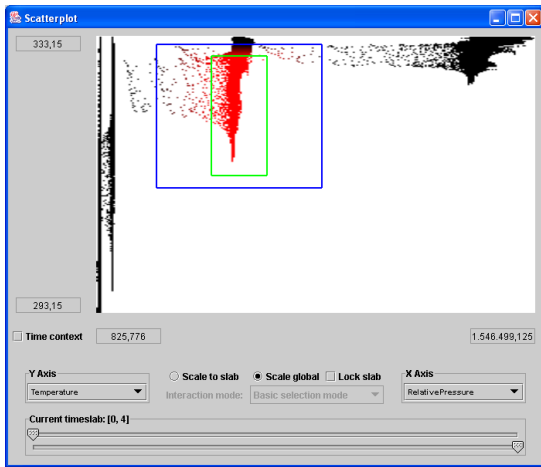 Scatterplot
333,15
293,15
Time context
825,776
1.546.499,125
Y Axis
Scale to slab
Scale global
Lock slab
X Axis
Temperature
Interaction mode:
Basic selection mode
RelativePressure
Current timeslab: [0, 4]